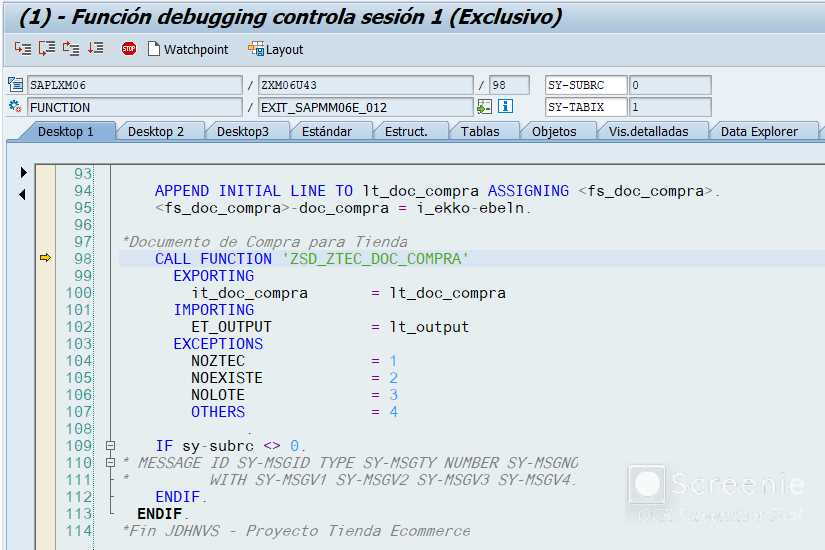 (1) - Función debugging controla sesión 1 (Exclusivo)
STOP Watchpoint Layout
SAPLXM06 / ZXM06U43 / 98 SY-SUBRC 0
FUNCTION / EXIT_SAPMM06E_012 SY-TABIX 1
Desktop 1 Desktop 2 Desktop3 Estándar Estruct. Tablas Objetos Vis.detalladas Data Explorer
93
94 APPEND INITIAL LINE TO lt_doc_compra ASSIGNING <fs_doc_compra>.
95 <fs_doc_compra>-doc_compra = i_ekko-ebeln.
96
97 *Documento de Compra para Tienda
98 CALL FUNCTION 'ZSD_ZTEC_DOC_COMPRA'
99 EXPORTING
100 it_doc_compra = lt_doc_compra
101 IMPORTING
102 ET_OUTPUT = lt_output
103 EXCEPTIONS
104 NOZTEC = 1
105 NOEXISTE = 2
106 NOLOTE = 3
107 OTHERS = 4
108 .
109 IF sy-subrc <> 0.
110 * MESSAGE ID SY-MSGID TYPE SY-MSGTY NUMBER SY-MSGNO
111 * WITH SY-MSGV1 SY-MSGV2 SY-MSGV3 SY-MSGV4.
112 ENDIF.
113 ENDIF.
114 *Fin JDHNVS - Proyecto Tienda Ecommerce
Screenie